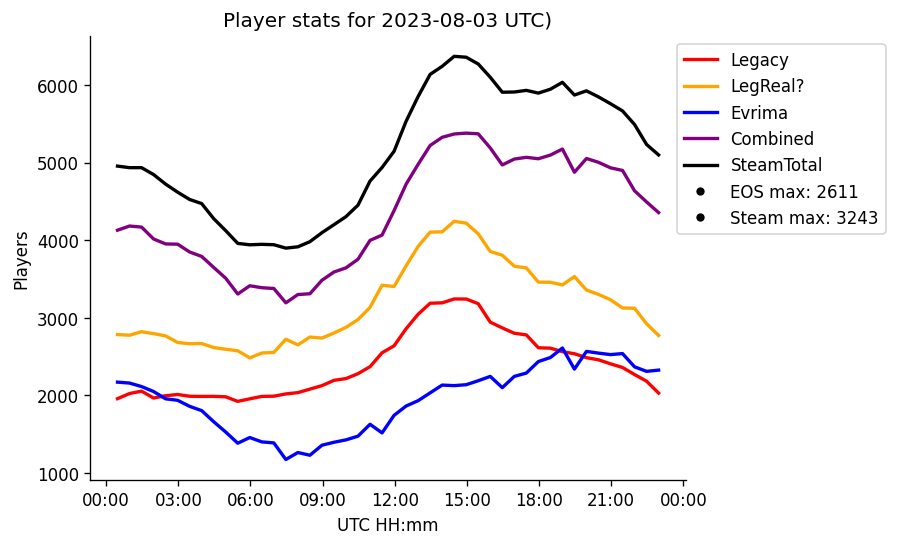 Player stats for 2023-08-03 UTC)
Legacy
LegReal?
Evrima
Combined
SteamTotal
EOS max: 2611
Steam max: 3243
Players
6000
5000
4000
3000
2000
1000
00:00 03:00 06:00 09:00 12:00 15:00 18:00 21:00 00:00
UTC HH:mm